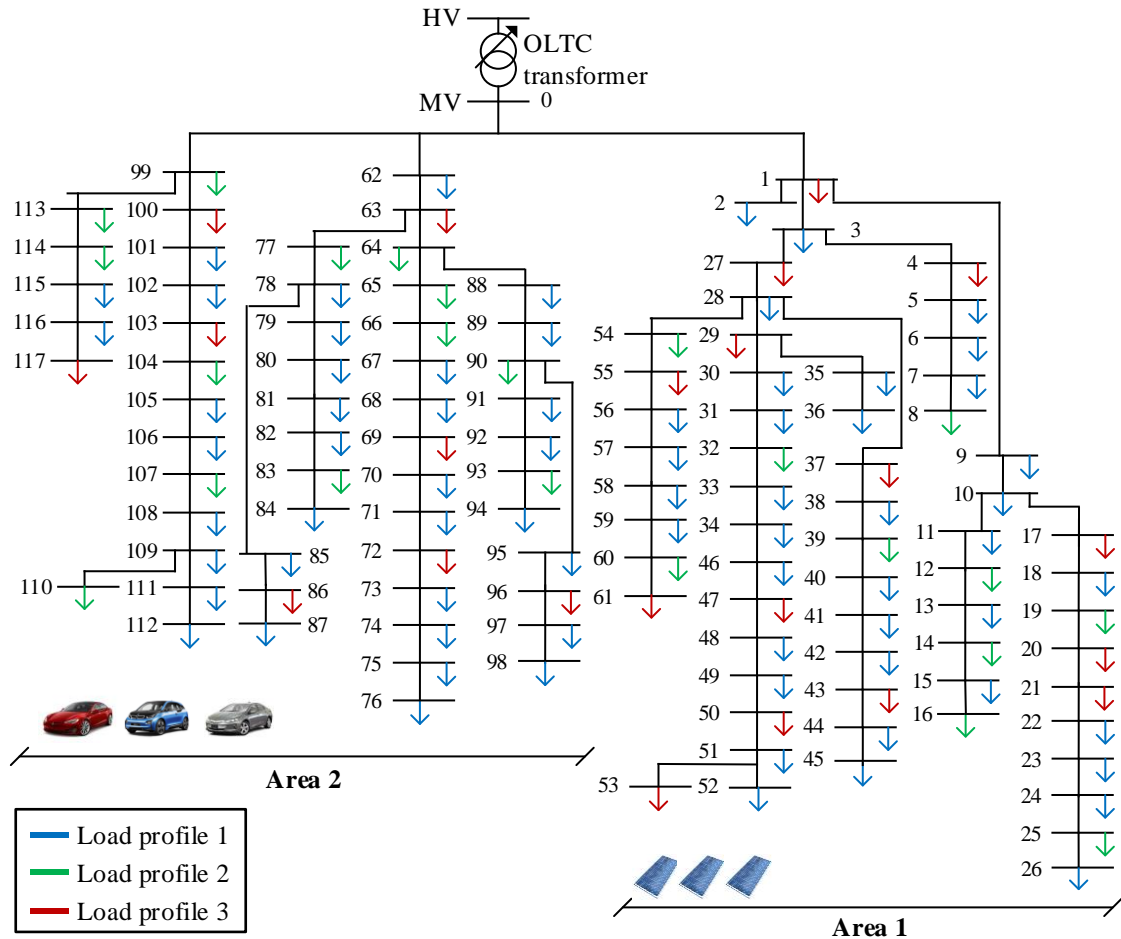 HV
OLTC
transformer
MV 0
99 62 1
2
113 100 63 3
114 101 77 64 27 4
115 102 78 65 88 28 5
116 103 79 66 89 54 29 6
117 104 80 67 90 55 30 35 7
105 81 68 91 56 31 36 8
106 82 69 92 57 32 37 9
107 83 70 93 58 33 38 10
108 84 71 94 59 34 39 11 17
109 85 72 95 60 46 40 12 18
110 111 86 73 96 61 47 41 13 19
112 87 74 97 48 42 14 20
75 98 49 43 15 21
76 50 44 16 22
51 45 23
53 52 24
25
26
Area 2
Load profile 1
Load profile 2
Load profile 3
Area 1